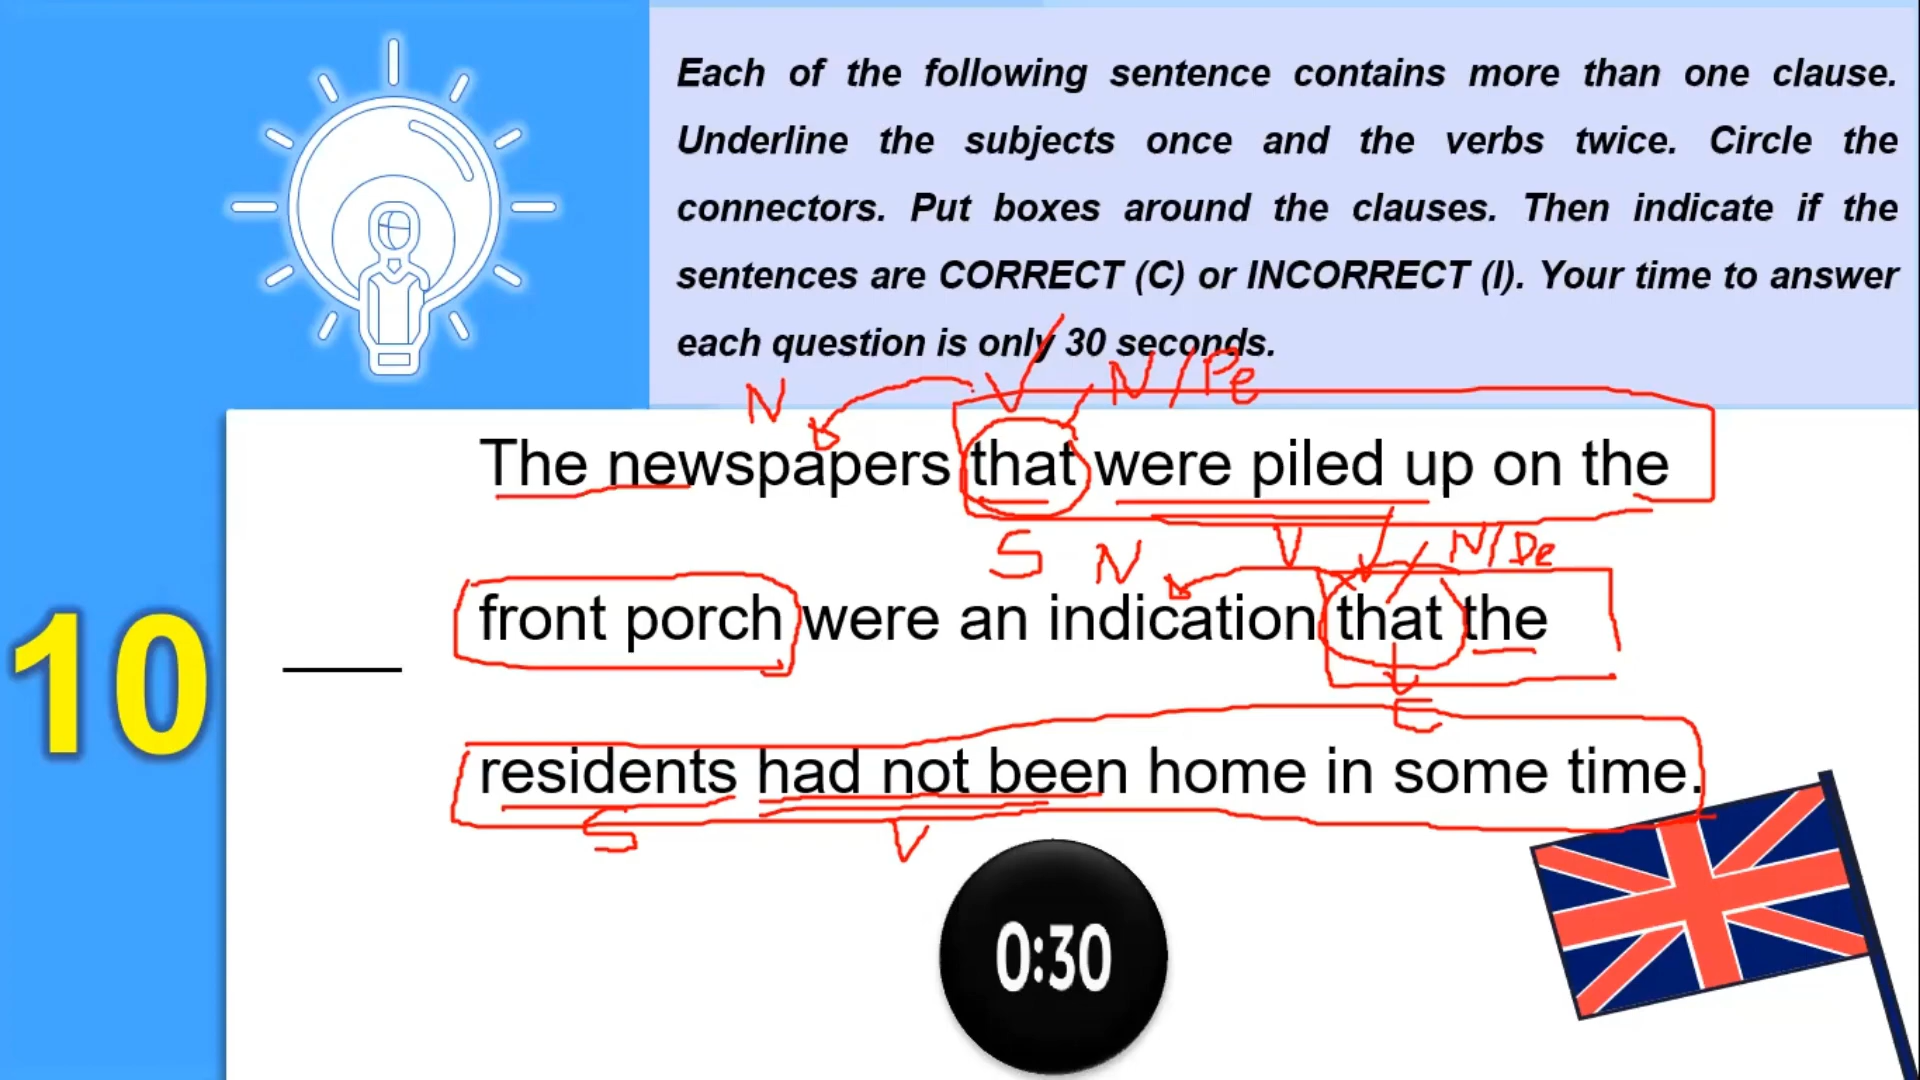 Each of the following sentence contains more than one clause.
Underline the subjects once and the verbs twice. Circle the
connectors. Put boxes around the clauses. Then indicate if the
sentences are CORRECT (C) or INCORRECT (I). Your time to answer
each question is only 30 seconds.
N
N/Pe
The newspapers that were piled up on the
S N V N/De
10
front porch were an indication that the
residents had not been home in some time.
S V
0:30